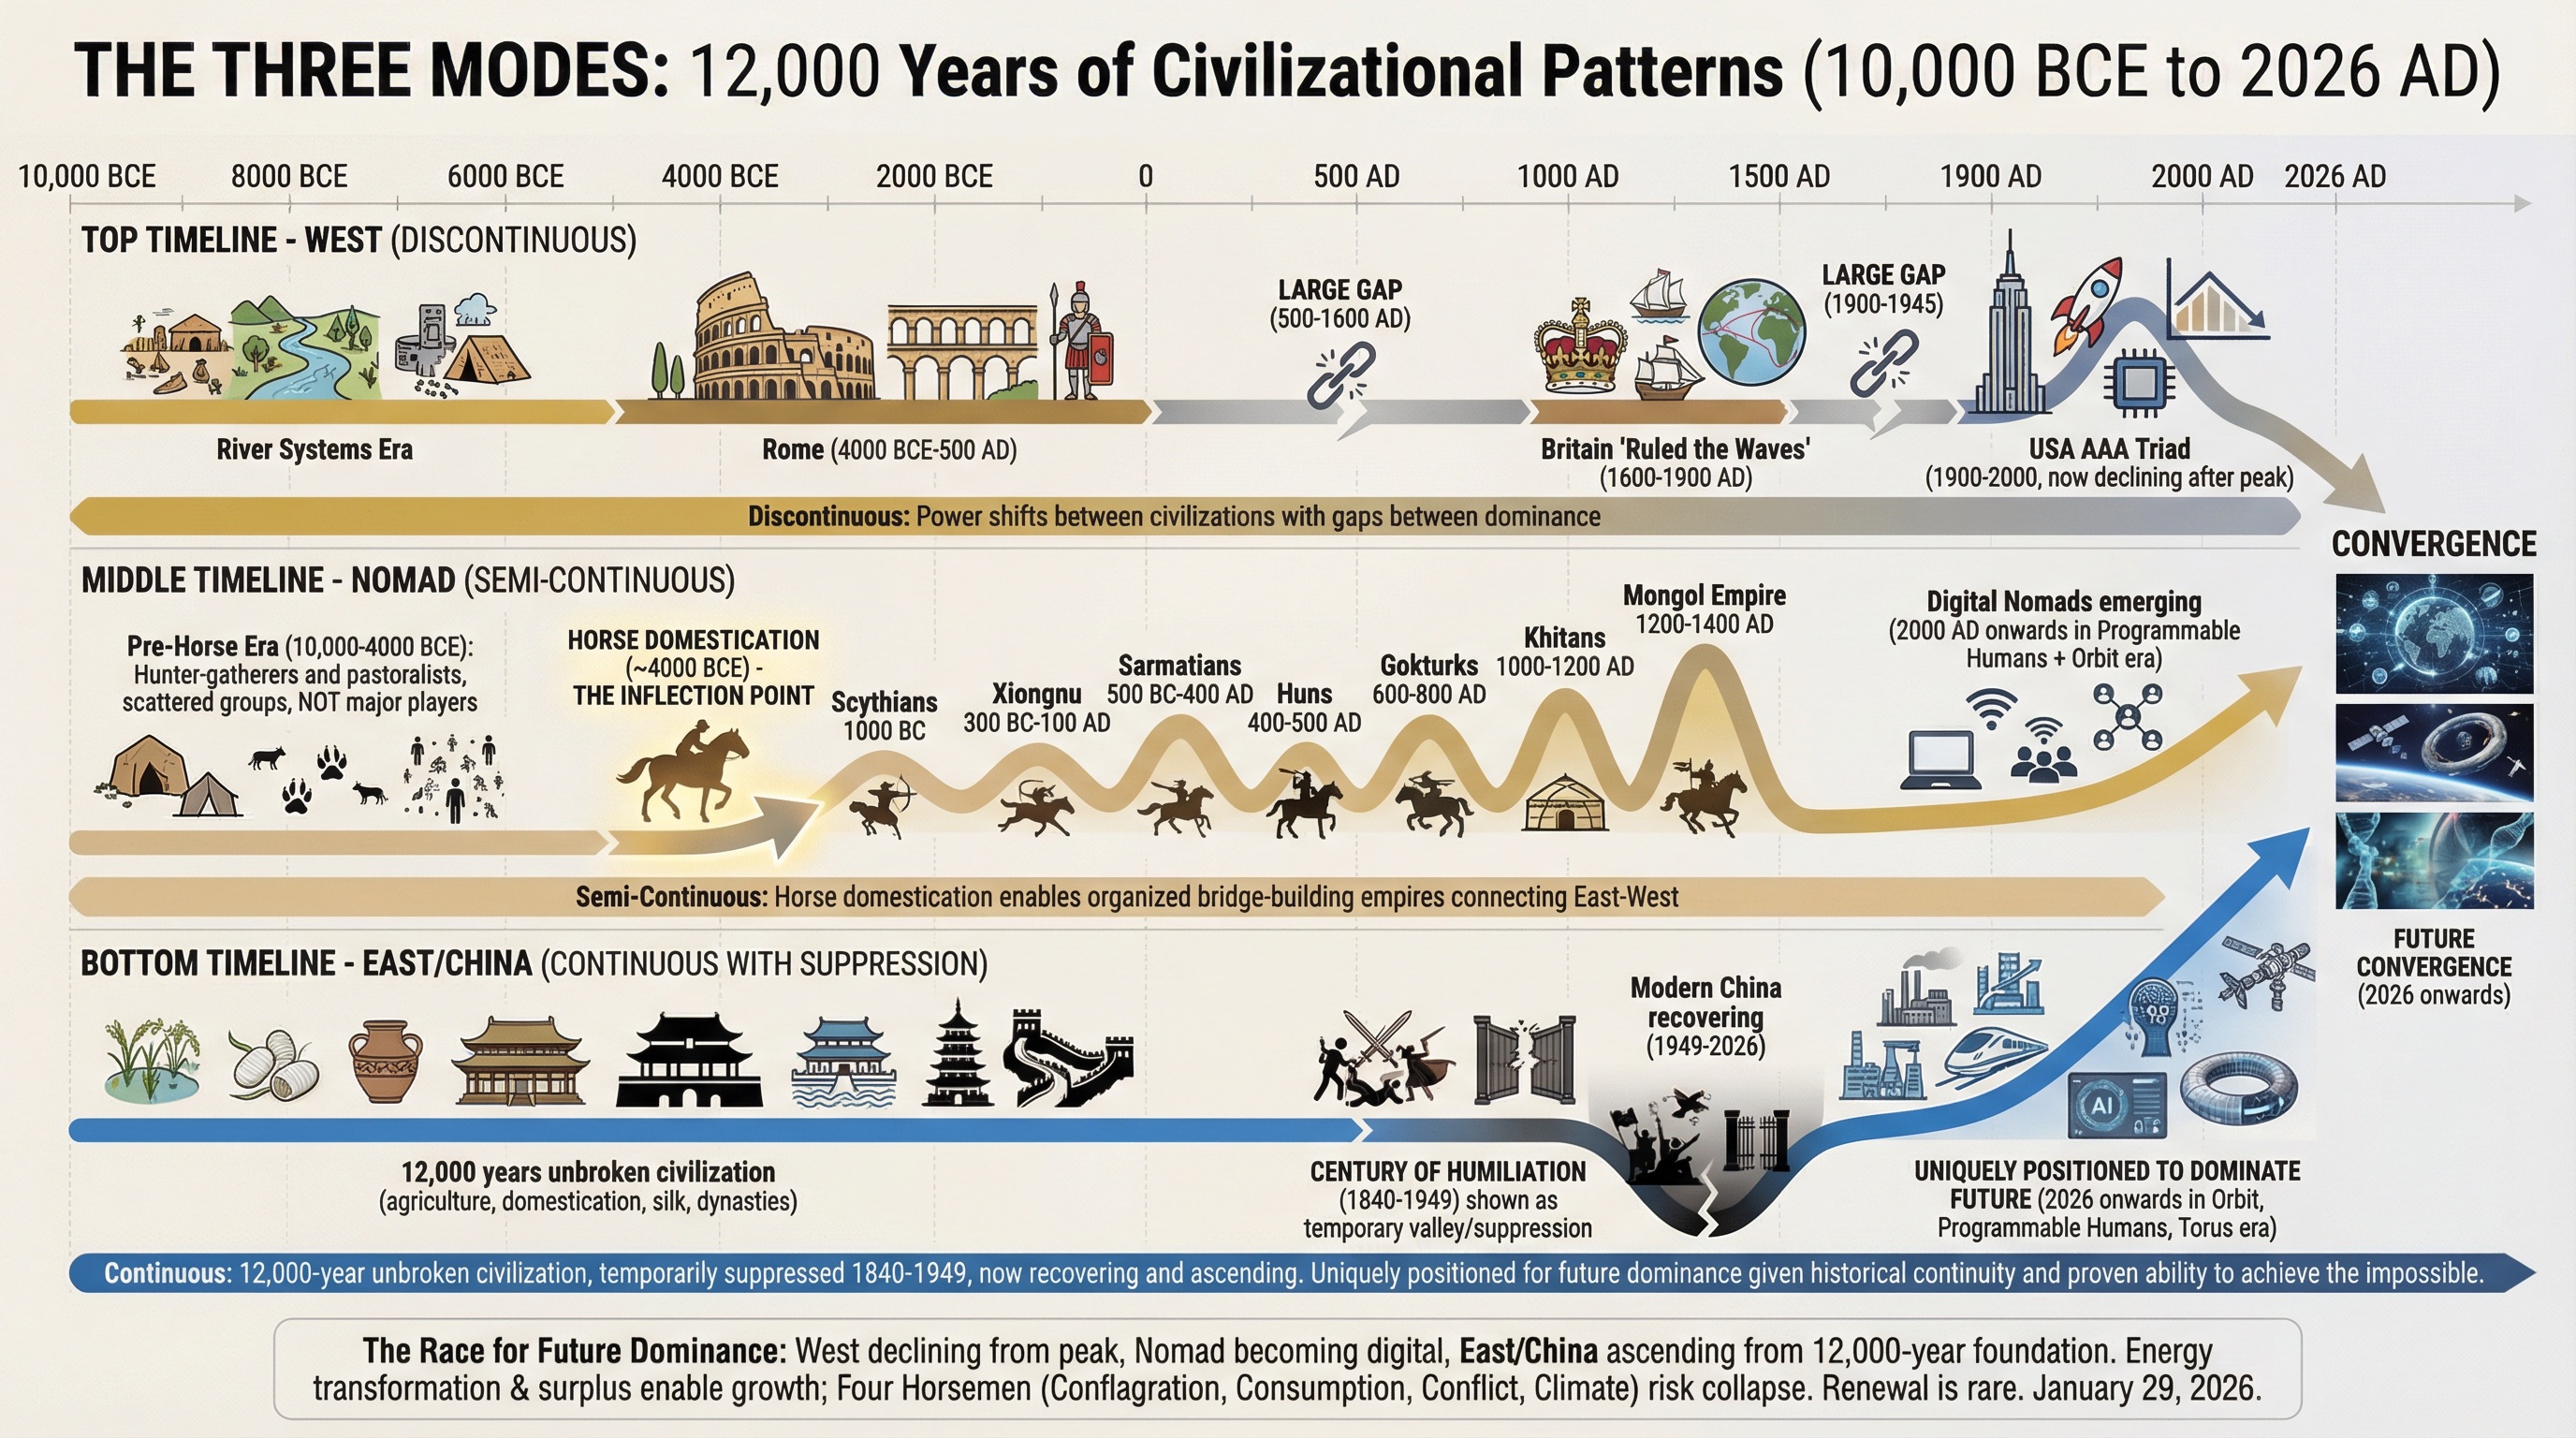 THE THREE MODES: 12,000 Years of Civilizational Patterns (10,000 BCE to 2026 AD)
10,000 BCE 8000 BCE 6000 BCE 4000 BCE 2000 BCE 0 500 AD 1000 AD 1500 AD 1900 AD 2000 AD 2026 AD
TOP TIMELINE - WEST (DISCONTINUOUS)
LARGE GAP
(500-1600 AD)
LARGE GAP
(1900-1945)
River Systems Era
Rome (4000 BCE-500 AD)
Britain 'Ruled the Waves'
(1600-1900 AD)
USA AAA Triad
(1900-2000, now declining after peak)
Discontinuous: Power shifts between civilizations with gaps between dominance
MIDDLE TIMELINE - NOMAD (SEMI-CONTINUOUS)
Pre-Horse Era (10,000-4000 BCE):
Hunter-gatherers and pastoralists,
scattered groups, NOT major players
HORSE DOMESTICATION
(~4000 BCE) -
THE INFLECTION POINT
Scythians
1000 BC
Xiongnu
300 BC-100 AD
Sarmatians
500 BC-400 AD
Huns
400-500 AD
Gokturks
600-800 AD
Khitans
1000-1200 AD
Mongol Empire
1200-1400 AD
Digital Nomads emerging
(2000 AD onwards in Programmable
Humans + Orbit era)
Semi-Continuous: Horse domestication enables organized bridge-building empires connecting East-West
CONVERGENCE
FUTURE
CONVERGENCE
(2026 onwards)
BOTTOM TIMELINE - EAST/CHINA (CONTINUOUS WITH SUPPRESSION)
Modern China
recovering
(1949-2026)
AI
12,000 years unbroken civilization
(agriculture, domestication, silk, dynasties)
CENTURY OF HUMILIATION
(1840-1949) shown as
temporary valley/suppression
UNIQUELY POSITIONED TO DOMINATE
FUTURE (2026 onwards in Orbit,
Programmable Humans, Torus era)
Continuous: 12,000-year unbroken civilization, temporarily suppressed 1840-1949, now recovering and ascending. Uniquely positioned for future dominance given historical continuity and proven ability to achieve the impossible.
The Race for Future Dominance: West declining from peak, Nomad becoming digital, East/China ascending from 12,000-year foundation. Energy
transformation & surplus enable growth; Four Horsemen (Conflagration, Consumption, Conflict, Climate) risk collapse. Renewal is rare. January 29, 2026.